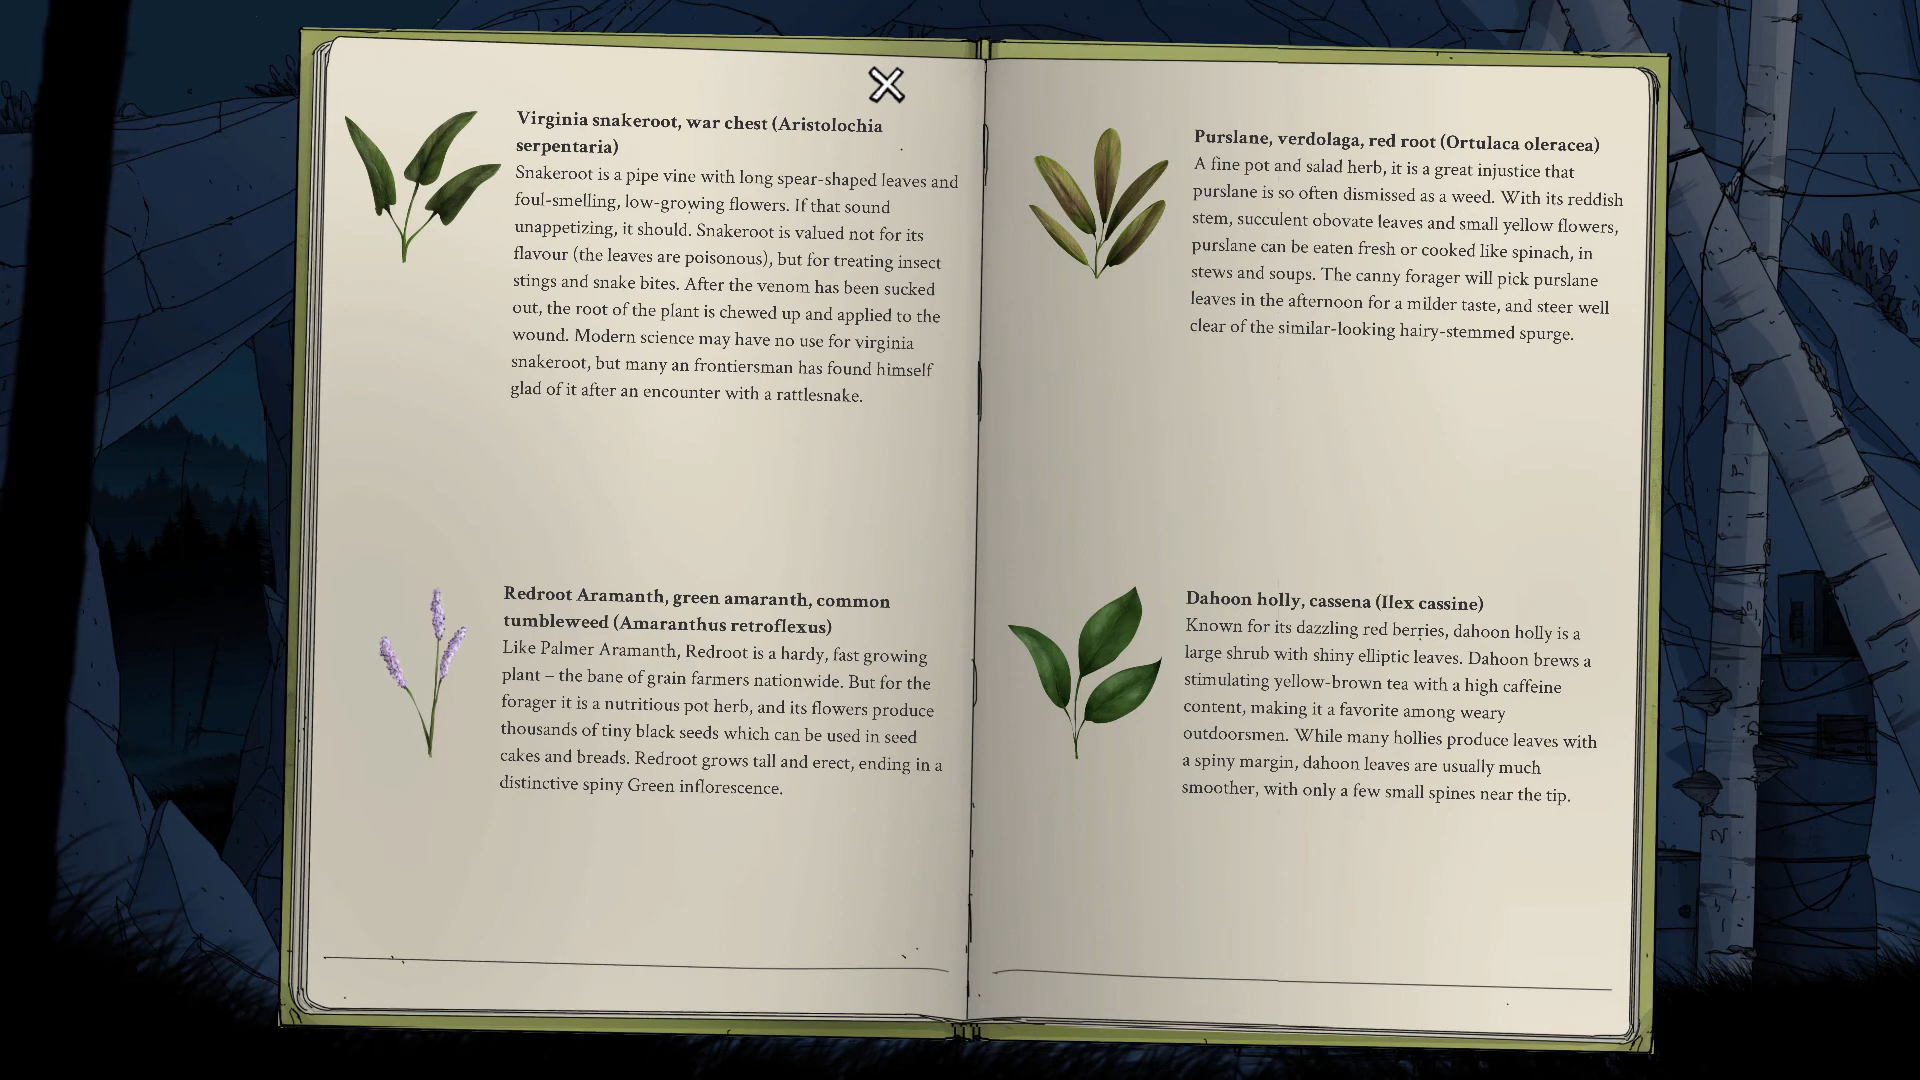 Virginia snakeroot, war chest (Aristolochia
serpentaria)
Snakeroot is a pipe vine with long spear-shaped leaves and
foul-smelling, low-growing flowers. If that sound
unappetizing, it should. Snakeroot is valued not for its
flavour (the leaves are poisonous), but for treating insect
stings and snake bites. After the venom has been sucked
out, the root of the plant is chewed up and applied to the
wound. Modern science may have no use for virginia
snakeroot, but many an frontiersman has found himself
glad of it after an encounter with a rattlesnake.
Redroot Aramanth, green amaranth, common
tumbleweed (Amaranthus retroflexus)
Like Palmer Aramanth, Redroot is a hardy, fast growing
plant – the bane of grain farmers nationwide. But for the
forager it is a nutritious pot herb, and its flowers produce
thousands of tiny black seeds which can be used in seed
cakes and breads. Redroot grows tall and erect, ending in a
distinctive spiny Green inflorescence.
Purslane, verdolaga, red root (Ortulaca oleracea)
A fine pot and salad herb, it is a great injustice that
purslane is so often dismissed as a weed. With its reddish
stem, succulent obovate leaves and small yellow flowers,
purslane can be eaten fresh or cooked like spinach, in
stews and soups. The canny forager will pick purslane
leaves in the afternoon for a milder taste, and steer well
clear of the similar-looking hairy-stemmed spurge.
Dahoon holly, cassena (Ilex cassine)
Known for its dazzling red berries, dahoon holly is a
large shrub with shiny elliptic leaves. Dahoon brews a
stimulating yellow-brown tea with a high caffeine
content, making it a favorite among weary
outdoorsmen. While many hollies produce leaves with
a spiny margin, dahoon leaves are usually much
smoother, with only a few small spines near the tip.